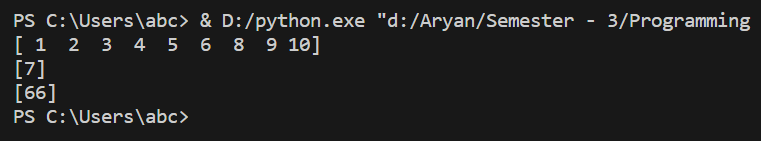 PS C:\Users\abc> & D:/python.exe "d:/Aryan/Semester - 3/Programming
[ 1  2  3  4  5  6  8  9 10]
[7]
[66]
PS C:\Users\abc>